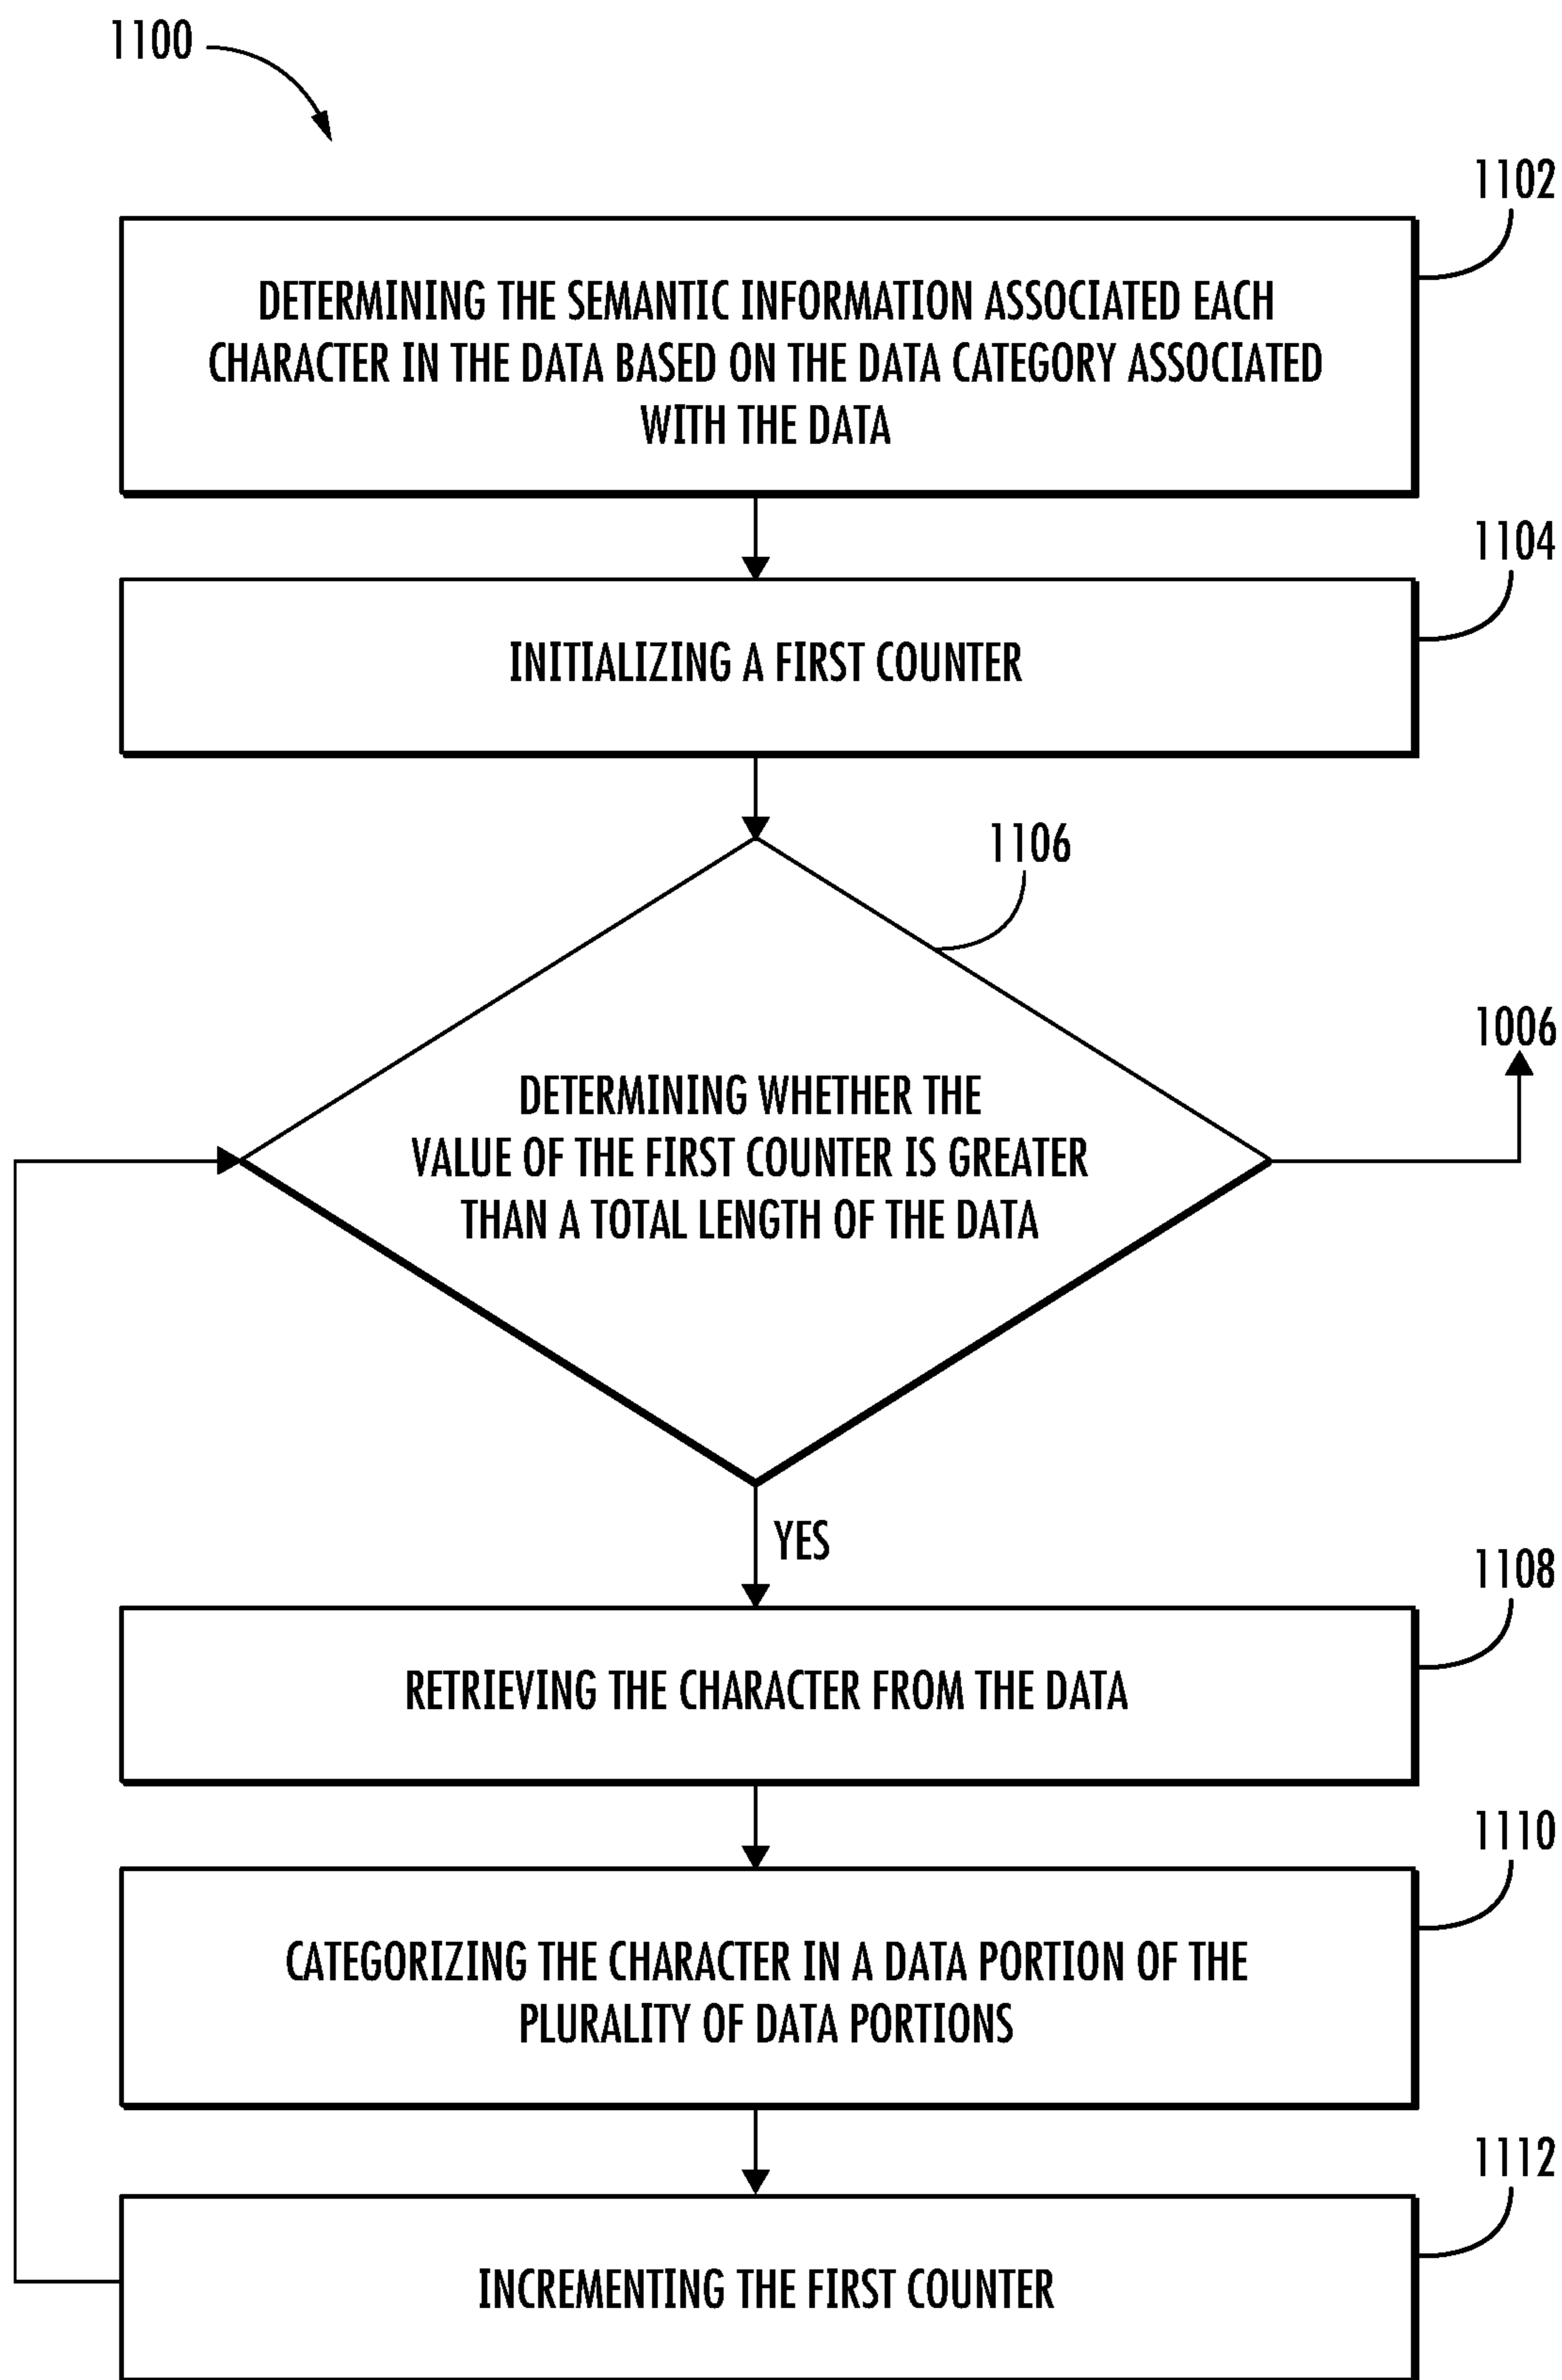 1100
1102
DETERMINING THE SEMANTIC INFORMATION ASSOCIATED EACH
CHARACTER IN THE DATA BASED ON THE DATA CATEGORY ASSOCIATED
WITH THE DATA
1104
INITIALIZING A FIRST COUNTER
1106
1006
DETERMINING WHETHER THE
VALUE OF THE FIRST COUNTER IS GREATER
THAN A TOTAL LENGTH OF THE DATA
YES
1108
RETRIEVING THE CHARACTER FROM THE DATA
1110
CATEGORIZING THE CHARACTER IN A DATA PORTION OF THE
PLURALITY OF DATA PORTIONS
1112
INCREMENTING THE FIRST COUNTER